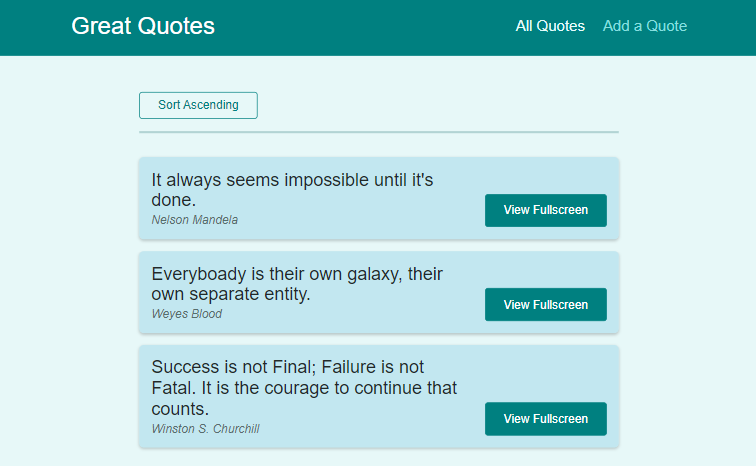 Great Quotes
All Quotes
Add a Quote
Sort Ascending
It always seems impossible until it's
done.
Nelson Mandela
View Fullscreen
Everyboady is their own galaxy, their
own separate entity.
Weyes Blood
View Fullscreen
Success is not Final; Failure is not
Fatal. It is the courage to continue that
counts.
Winston S. Churchill
View Fullscreen